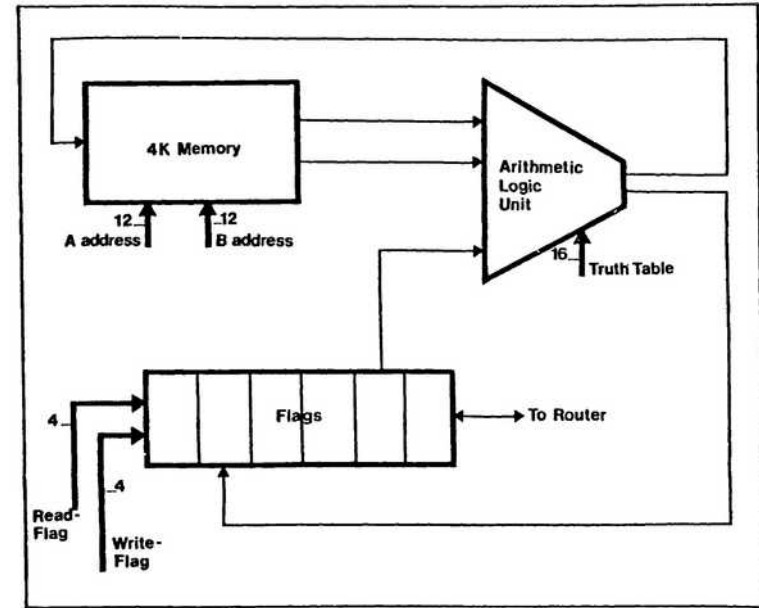 4K Memory
12
A address
12
B address
Arithmetic
Logic
Unit
16
Truth Table
Flags
To Router
4
4
Read-
Flag
Write-
Flag